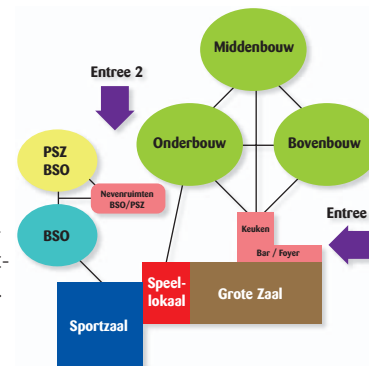 Middenbouw
Entree 2
Onderbouw
Bovenbouw
PSZ
BSO
Nevenruimten
BSO/PSZ
Keuken
Entree
BSO
Bar / Foyer
Speel-
lokaal
Grote Zaal
Sportzaal